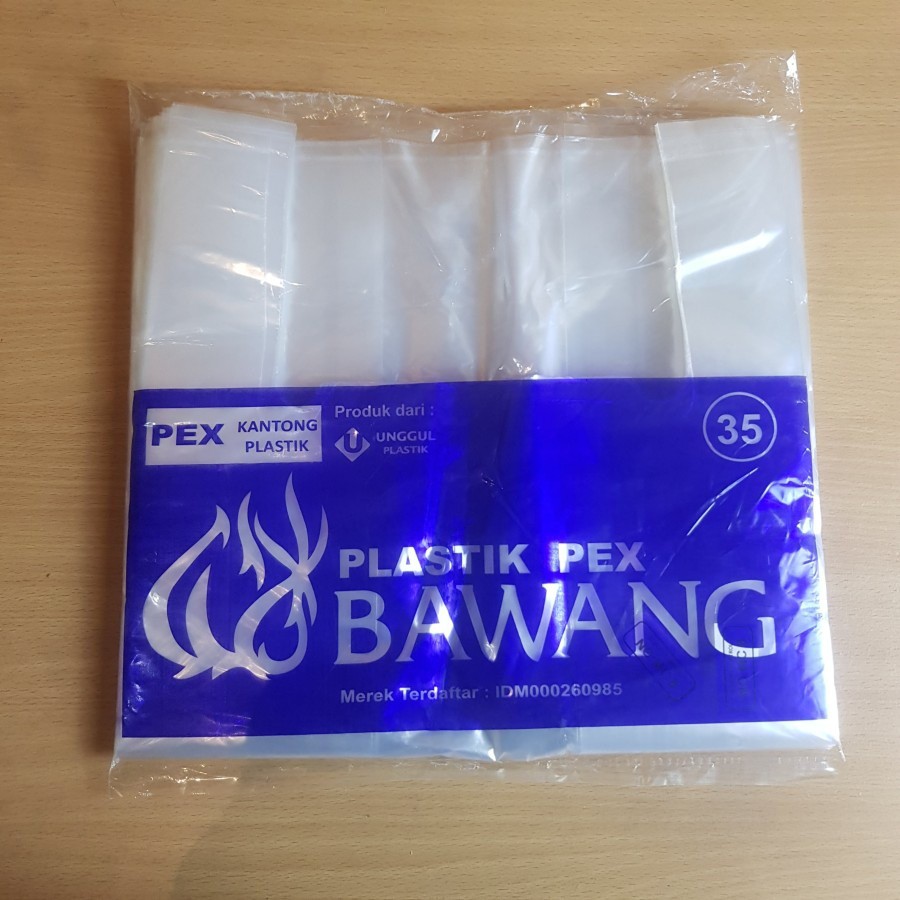 PEX KANTONG
PLASTIK
Produk dari :
U UNGGUL
PLASTIK
35
PLASTIK PEX
BAWANG
Merek Terdaftar : IDM000260985